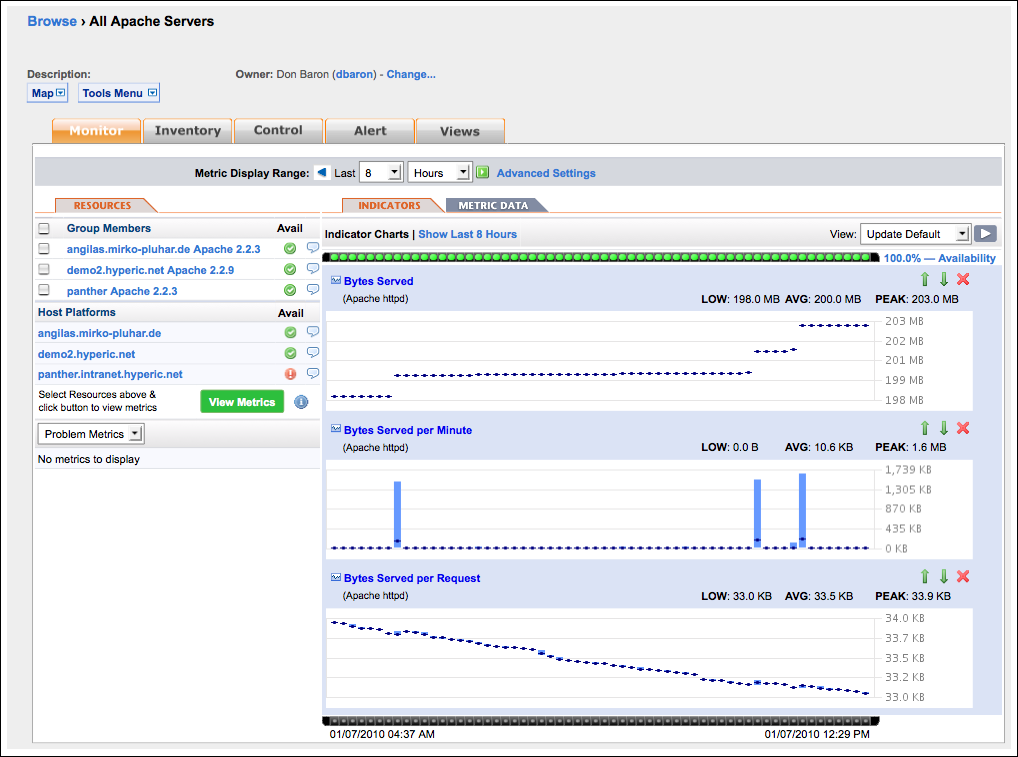 Browse › All Apache Servers
Description:
Owner: Don Baron (dbaron) - Change...
Map
Tools Menu
Monitor
Inventory
Control
Alert
Views
Metric Display Range: Last 8 Hours Advanced Settings
RESOURCES
Group Members Avail
angilas.mirko-pluhar.de Apache 2.2.3
demo2.hyperic.net Apache 2.2.9
panther Apache 2.2.3
Host Platforms Avail
angilas.mirko-pluhar.de
demo2.hyperic.net
panther.intranet.hyperic.net
Select Resources above &
click button to view metrics
View Metrics
Problem Metrics
No metrics to display
INDICATORS
METRIC DATA
Indicator Charts | Show Last 8 Hours
View: Update Default
100.0% — Availability
Bytes Served
(Apache httpd)
LOW: 198.0 MB AVG: 200.0 MB PEAK: 203.0 MB
203 MB
202 MB
201 MB
199 MB
198 MB
Bytes Served per Minute
(Apache httpd)
LOW: 0.0 B AVG: 10.6 KB PEAK: 1.6 MB
1,739 KB
1,305 KB
870 KB
435 KB
0 KB
Bytes Served per Request
(Apache httpd)
LOW: 33.0 KB AVG: 33.5 KB PEAK: 33.9 KB
34.0 KB
33.7 KB
33.5 KB
33.2 KB
33.0 KB
01/07/2010 04:37 AM
01/07/2010 12:29 PM